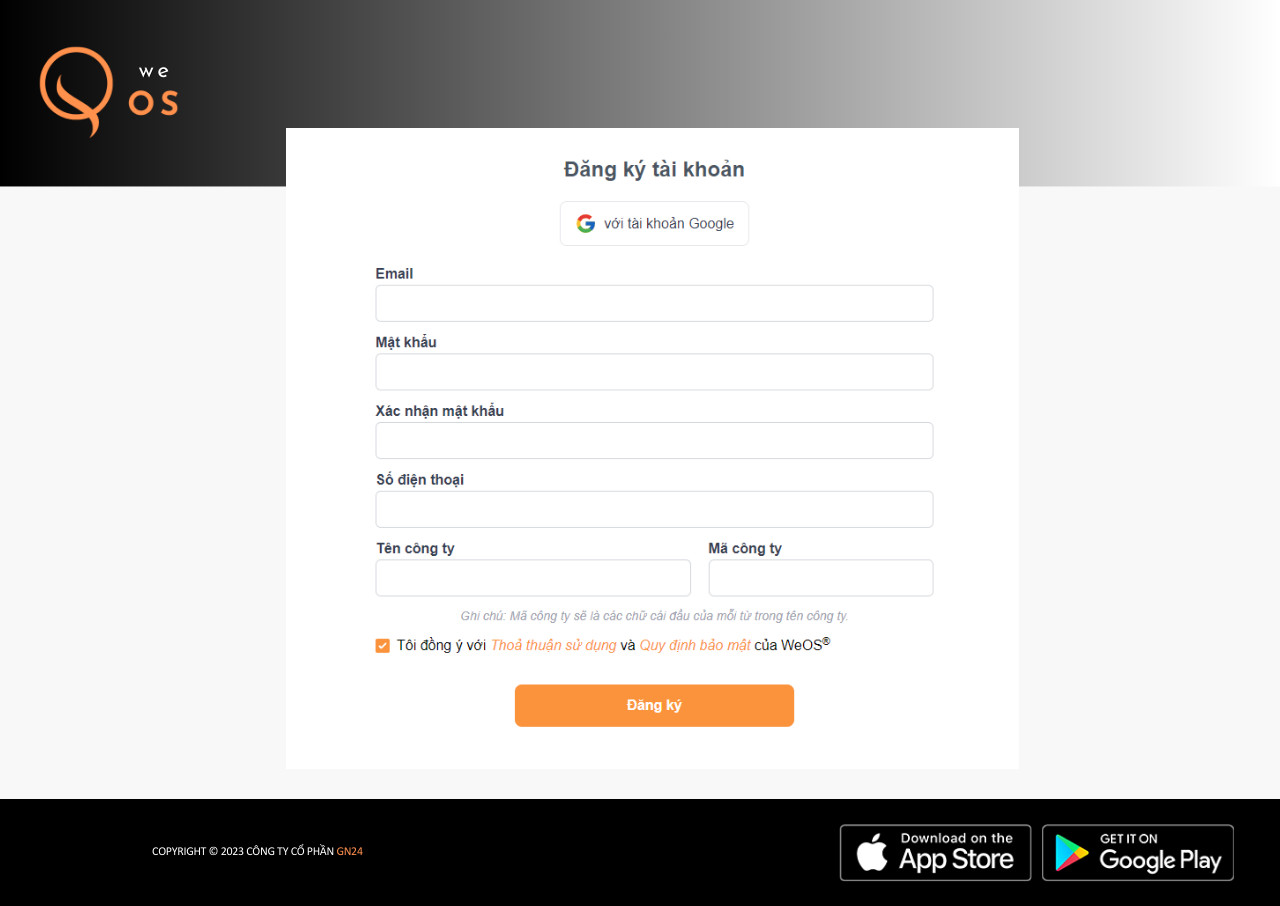 we
OS
Đăng ký tài khoản
với tài khoản Google
Email
Mật khẩu
Xác nhận mật khẩu
Số điện thoại
Tên công ty
Mã công ty
Ghi chú: Mã công ty sẽ là các chữ cái đầu của mỗi từ trong tên công ty.
Tôi đồng ý với Thoả thuận sử dụng và Quy định bảo mật của WeOS®
Đăng ký
COPYRIGHT © 2023 CÔNG TY CỔ PHẦN GN24
Download on the
App Store
GET IT ON
Google Play